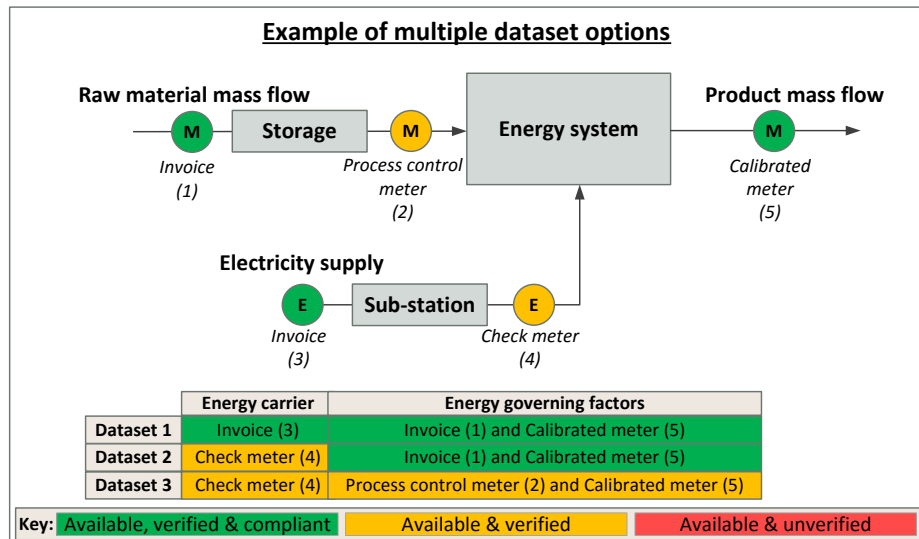 Example of multiple dataset options
Raw material mass flow
Product mass flow
M
Storage
M
Energy system
M
Invoice
(1)
Process control
meter
(2)
Calibrated
meter
(5)
Electricity supply
E
Sub-station
E
Invoice
(3)
Check meter
(4)
Energy carrier Energy governing factors
Dataset 1 Invoice (3) Invoice (1) and Calibrated meter (5)
Dataset 2 Check meter (4) Invoice (1) and Calibrated meter (5)
Dataset 3 Check meter (4) Process control meter (2) and Calibrated meter (5)
Key: Available, verified & compliant Available & verified Available & unverified